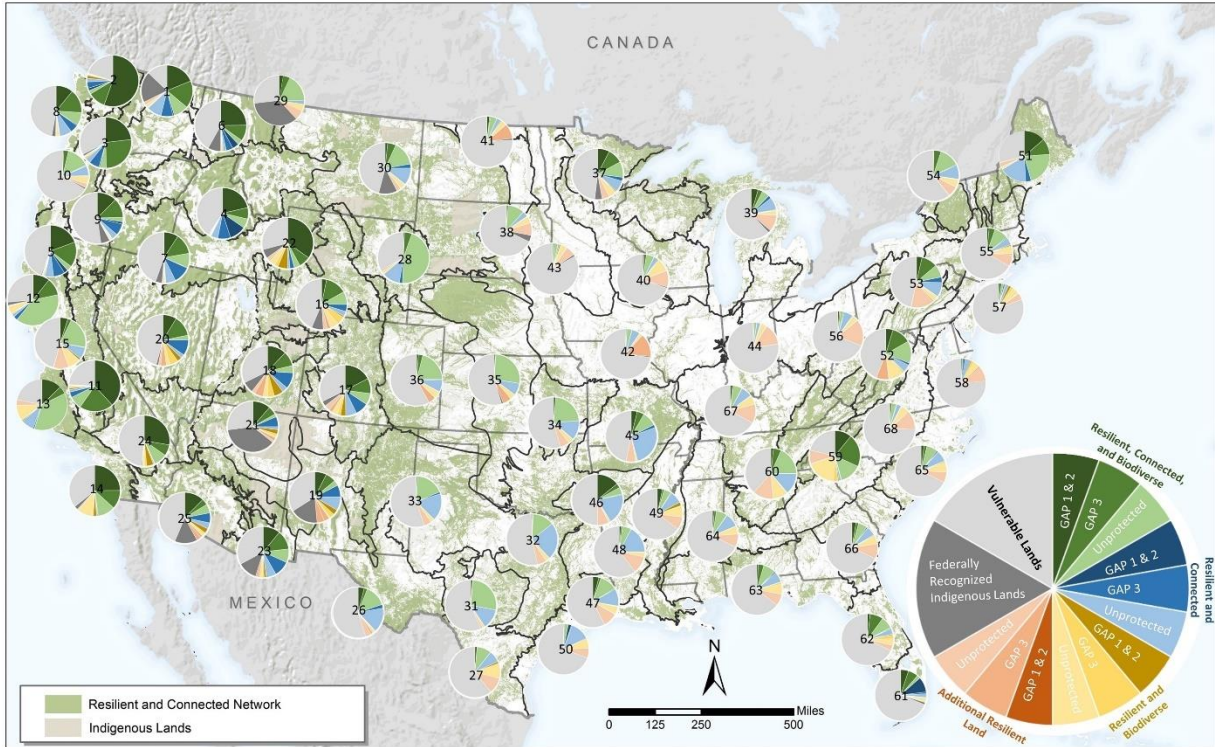 CANADA
2
1
29
8
6
41
3
51
30
37
54
10
4
39
9
38
22
55
5
7
28
43
40
53
12
16
57
20
56
15
42
44
52
18
36
35
58
11
17
13
67
21
34
68
24
45
59
65
60
14
19
33
46
49
25
32
64
66
23
48
63
31
47
26
62
50
27
61
MEXICO
N
0 125 250 500
Miles
Resilient and Connected Network
Indigenous Lands
Resilient, Connected,
and Biodiverse
GAP 1 & 2
GAP 3
Unprotected
Resilient and
Connected
GAP 1 & 2
GAP 3
Unprotected
Resilient and
Biodiverse
GAP 1 & 2
GAP 3
Unprotected
Additional Resilient
Land
GAP 1 & 2
GAP 3
Unprotected
Federally
Recognized
Indigenous Lands
Vulnerable Lands